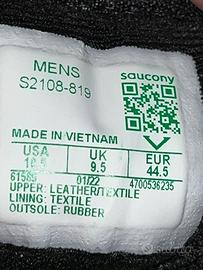 MENS
S2108-819
saucony
MADE IN VIETNAM
USA
10.5
UK
9.5
EUR
44.5
61585
01/22
4700536235
UPPER: LEATHER/TEXTILE
LINING: TEXTILE
OUTSOLE: RUBBER